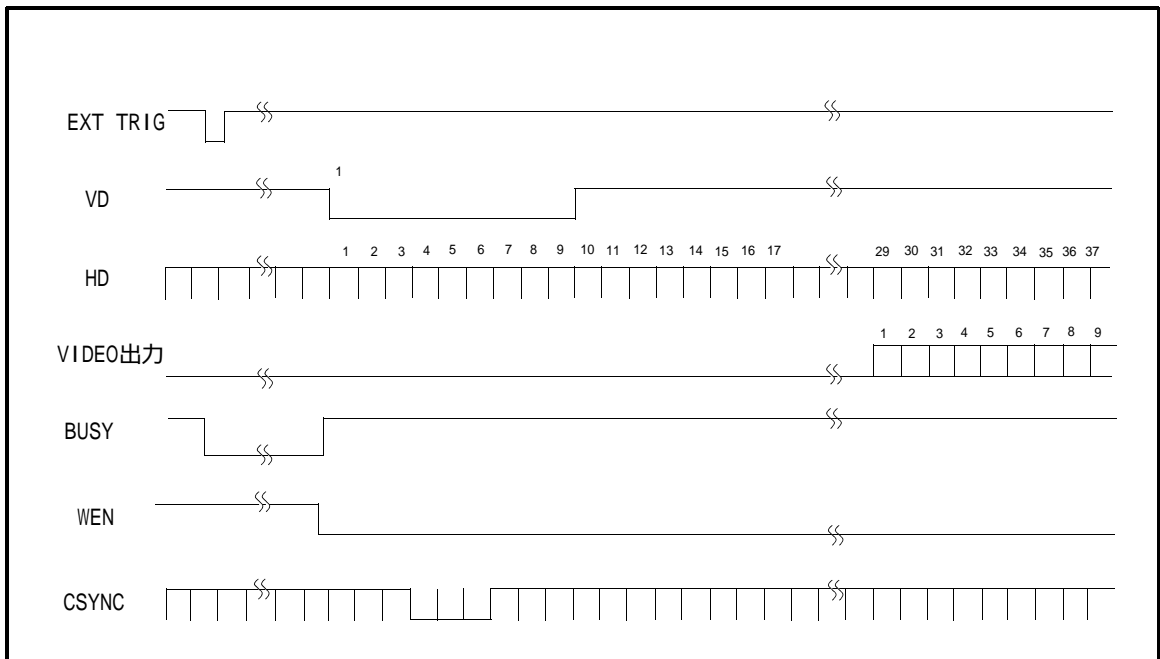 EXT TRIG
1
VD
1 2 3 4 5 6 7 8 9 10 11 12 13 14 15 16 17 29 30 31 32 33 34 35 36 37
HD
1 2 3 4 5 6 7 8 9
VIDEO出力
BUSY
WEN
CSYNC